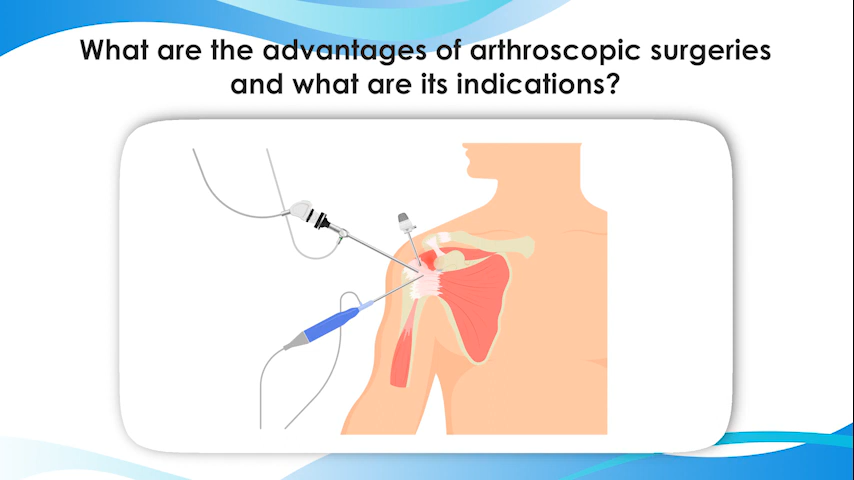 What are the advantages of arthroscopic surgeries
and what are its indications?